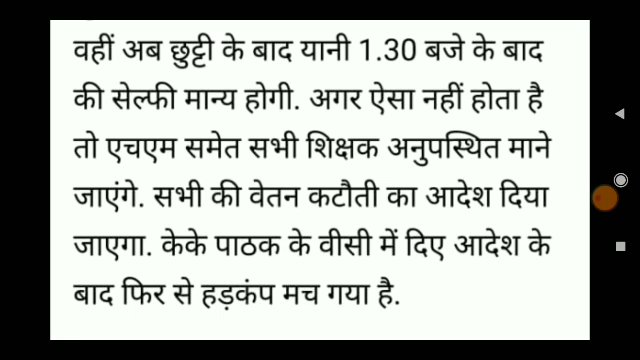 वहीं अब छुट्टी के बाद यानी 1.30 बजे के बाद
की सेल्फी मान्य होगी. अगर ऐसा नहीं होता है
तो एचएम समेत सभी शिक्षक अनुपस्थित माने
जाएंगे. सभी की वेतन कटौती का आदेश दिया
जाएगा. केके पाठक के वीसी में दिए आदेश के
बाद फिर से हड़कंप मच गया है.